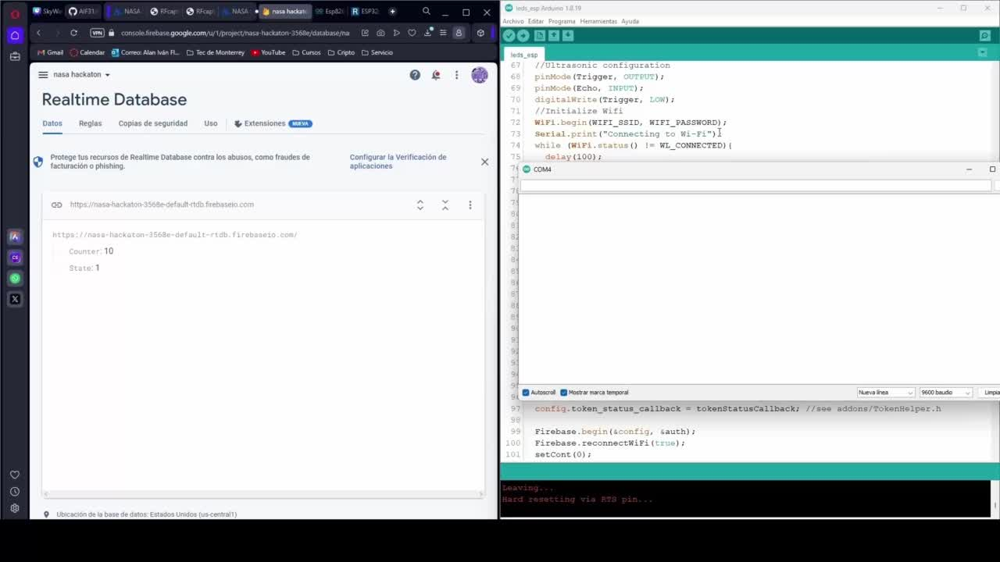 SkyWa
AIF31
NASA
RFcap
RFcap
NASA
nasa hackato
Esp82
ESP32
VPN
console.firebase.google.com/u/1/project/nasa-hackaton-3568e/database/na
Gmail
Calendar
Correo: Alan Iván Fl...
Tec de Monterrey
YouTube
Cursos
Cripto
Servicio
nasa hackaton
Realtime Database
Datos
Reglas
Copias de seguridad
Uso
Extensiones
NUEVA
Protege tus recursos de Realtime Database contra los abusos, como fraudes de
facturación o phishing.
Configurar la Verificación de
aplicaciones
https://nasa-hackaton-3568e-default-rtdb.firebaseio.com
https://nasa-hackaton-3568e-default-rtdb.firebaseio.com/
Counter: 10
State: 1
Ubicación de la base de datos: Estados Unidos (us-central1)
leds_esp Arduino 1.8.19
Archivo Editar Programa Herramientas Ayuda
leds_esp
67 //Ultrasonic configuration
68 pinMode(Trigger, OUTPUT);
69 pinMode(Echo, INPUT);
70 digitalWrite(Trigger, LOW);
71 //Initialize Wifi
72 WiFi.begin(WIFI_SSID, WIFI_PASSWORD);
73 Serial.print("Connecting to Wi-Fi")
74 while (WiFi.status() != WL_CONNECTED){
75 delay(100);
COM4
Autoscroll
Mostrar marca temporal
Nueva línea
9600 baudio
Limpia
97 config.token_status_callback = tokenStatusCallback; //see addons/TokenHelper.h
98
99 Firebase.begin(&config, &auth);
100 Firebase.reconnectWiFi(true);
101 setCont(0);
Leaving...
Hard resetting via RTS pin...